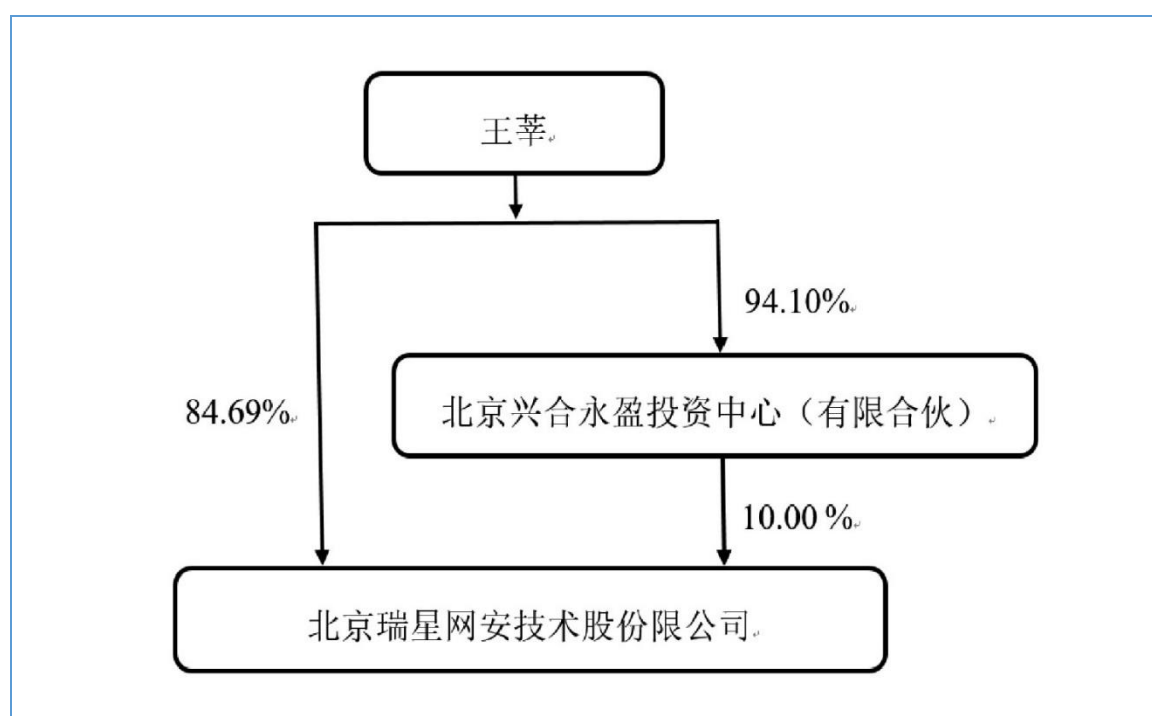 王莘
94.10%
84.69%
北京兴合永盈投资中心（有限合伙）
10.00 %
北京瑞星网安技术股份限公司